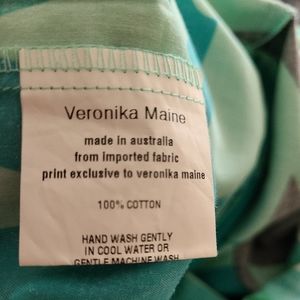 Veronika Maine
made in australia
from imported fabric
print exclusive to veronika maine
100% COTTON
HAND WASH GENTLY
IN COOL WATER OR
GENTLE MACHINE WASH